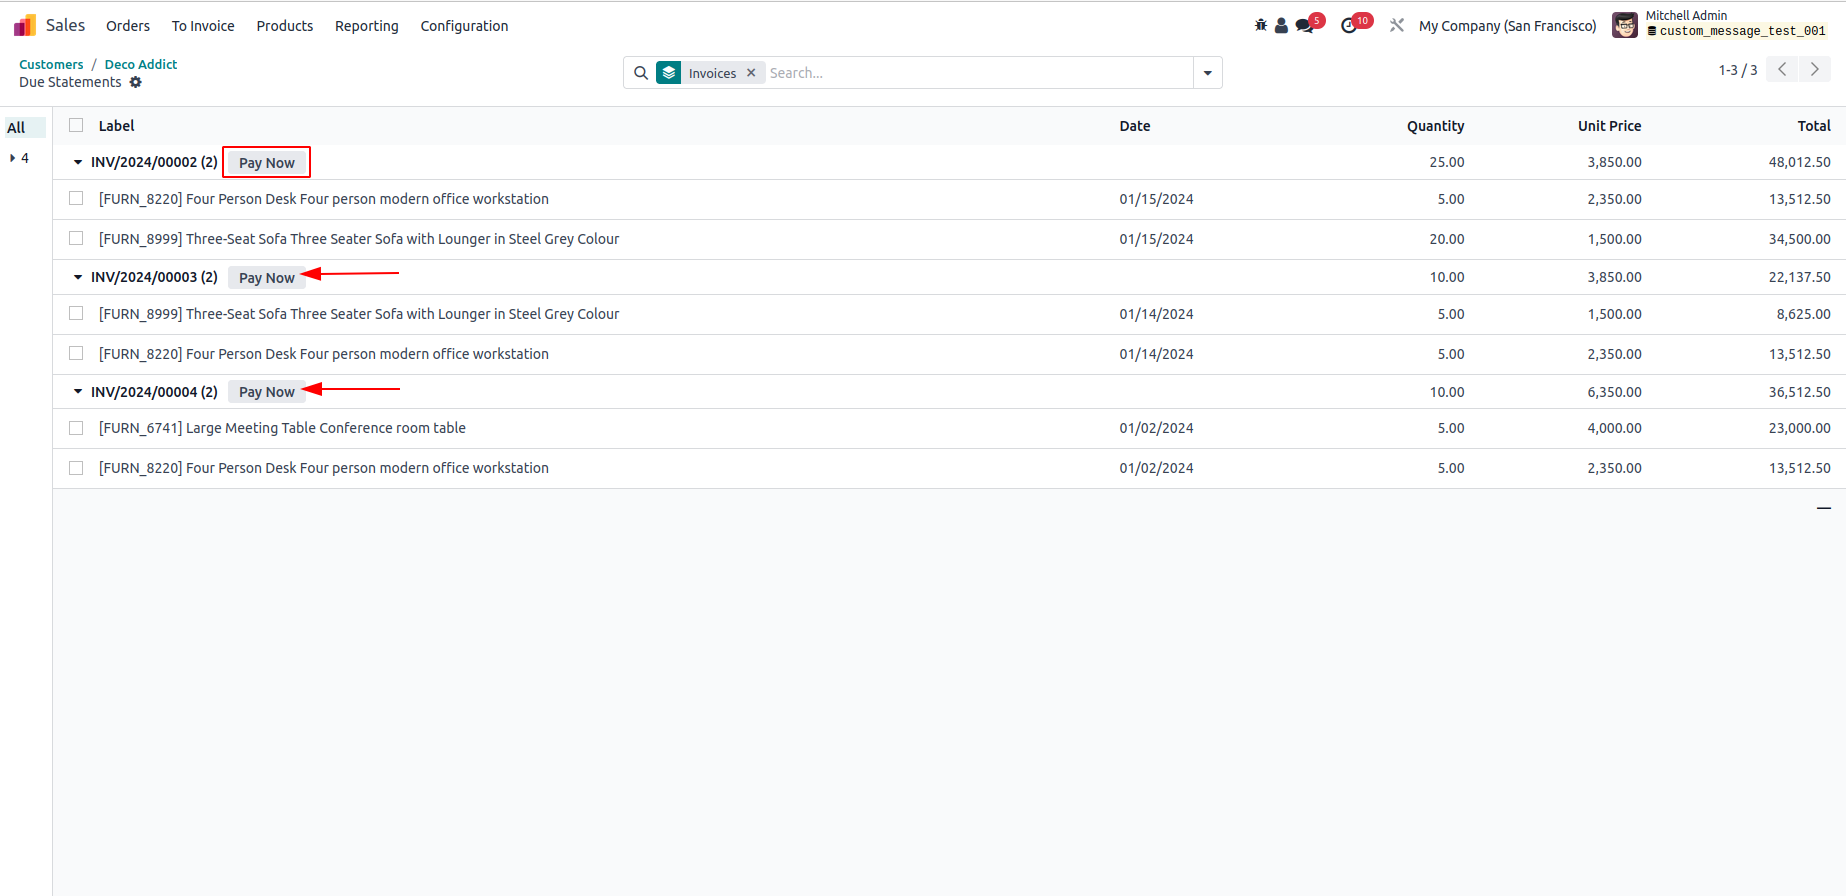 Sales Orders To Invoice Products Reporting Configuration 5 10 My Company (San Francisco) Mitchell Admin
custom_message_test_001
Customers / Deco Addict
Due Statements
Invoices × Search...
1-3 / 3
All
4
Label Date Quantity Unit Price Total
INV/2024/00002 (2) Pay Now 25.00 3,850.00 48,012.50
[FURN_8220] Four Person Desk Four person modern office workstation 01/15/2024 5.00 2,350.00 13,512.50
[FURN_8999] Three-Seat Sofa Three Seater Sofa with Lounger in Steel Grey Colour 01/15/2024 20.00 1,500.00 34,500.00
INV/2024/00003 (2) Pay Now 10.00 3,850.00 22,137.50
[FURN_8999] Three-Seat Sofa Three Seater Sofa with Lounger in Steel Grey Colour 01/14/2024 5.00 1,500.00 8,625.00
[FURN_8220] Four Person Desk Four person modern office workstation 01/14/2024 5.00 2,350.00 13,512.50
INV/2024/00004 (2) Pay Now 10.00 6,350.00 36,512.50
[FURN_6741] Large Meeting Table Conference room table 01/02/2024 5.00 4,000.00 23,000.00
[FURN_8220] Four Person Desk Four person modern office workstation 01/02/2024 5.00 2,350.00 13,512.50
—